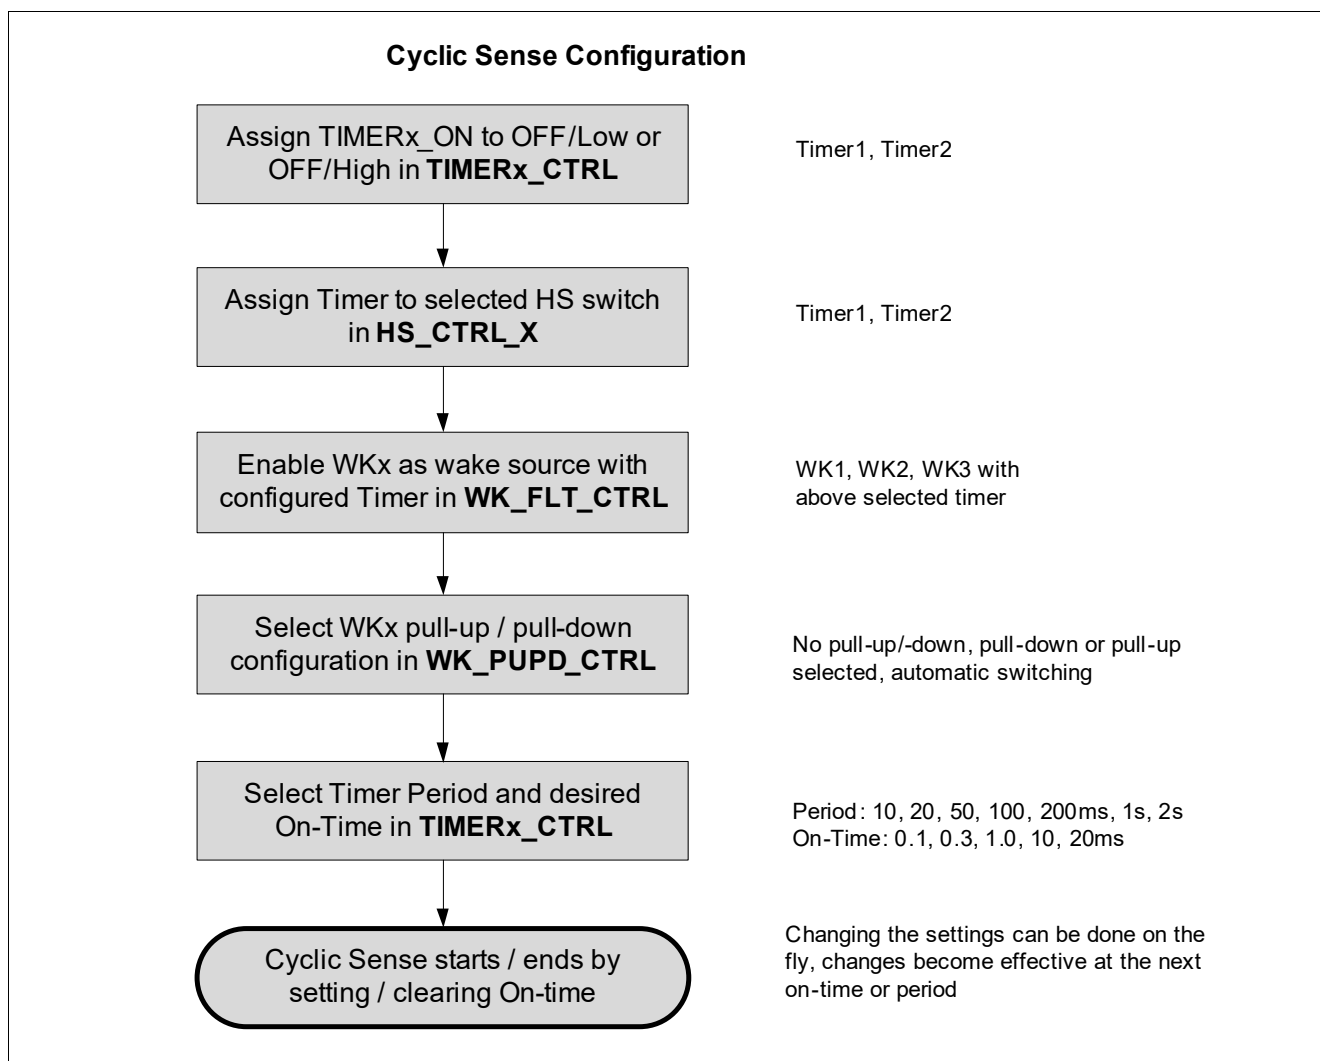 Cyclic Sense Configuration
Assign TIMERx_ON to OFF/Low or
OFF/High in TIMERx_CTRL
Timer1, Timer2
Assign Timer to selected HS switch
in HS_CTRL_X
Timer1, Timer2
Enable WKx as wake source with
configured Timer in WK_FLT_CTRL
WK1, WK2, WK3 with
above selected timer
Select WKx pull-up / pull-down
configuration in WK_PUPD_CTRL
No pull-up/-down, pull-down or pull-up
selected, automatic switching
Select Timer Period and desired
On-Time in TIMERx_CTRL
Period: 10, 20, 50, 100, 200ms, 1s, 2s
On-Time: 0.1, 0.3, 1.0, 10, 20ms
Cyclic Sense starts / ends by
setting / clearing On-time
Changing the settings can be done on the
fly, changes become effective at the next
on-time or period